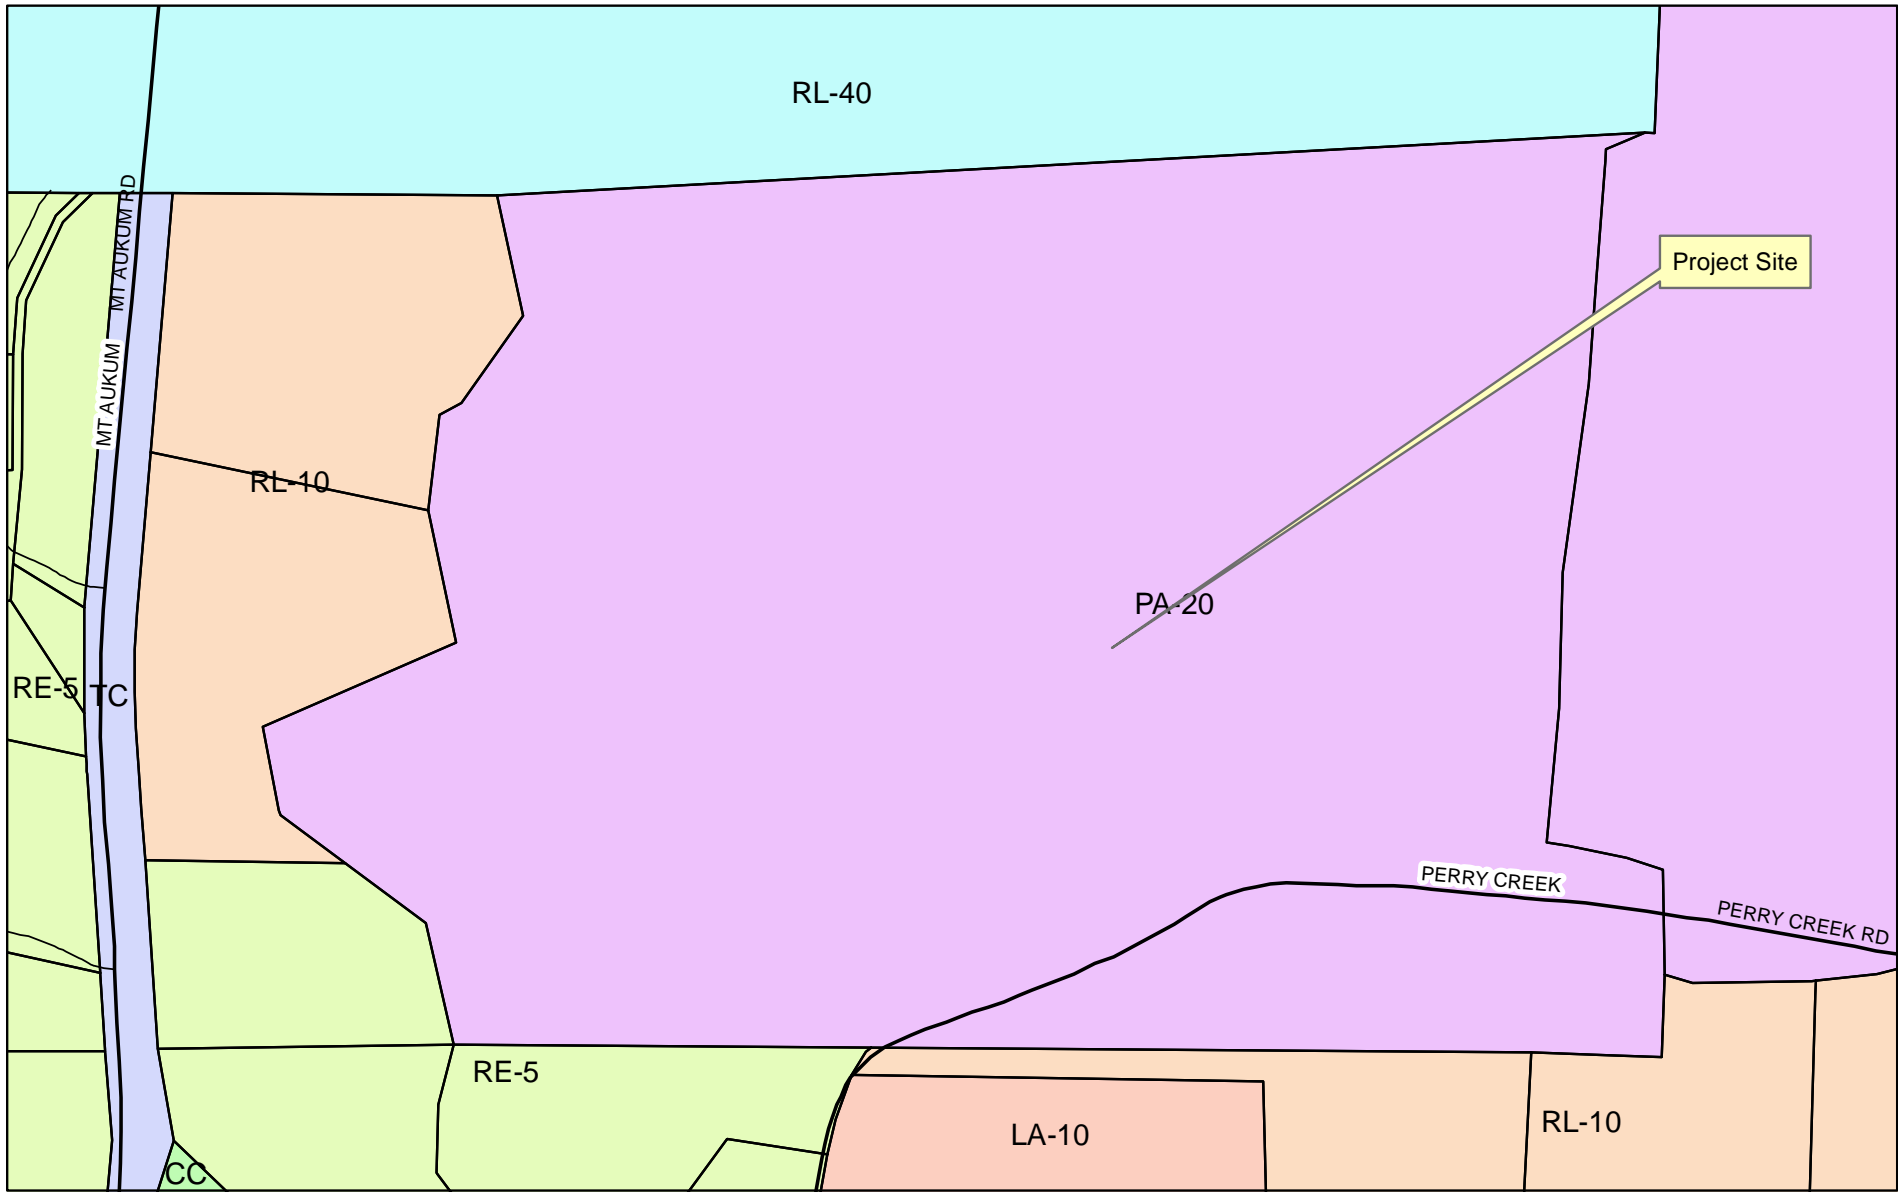 RL-40
MT AUKUM RD
Project Site
MT AUKUM
RL-10
PA-20
RE-5
TC
PERRY CREEK
PERRY CREEK RD
RE-5
RL-10
LA-10
CC